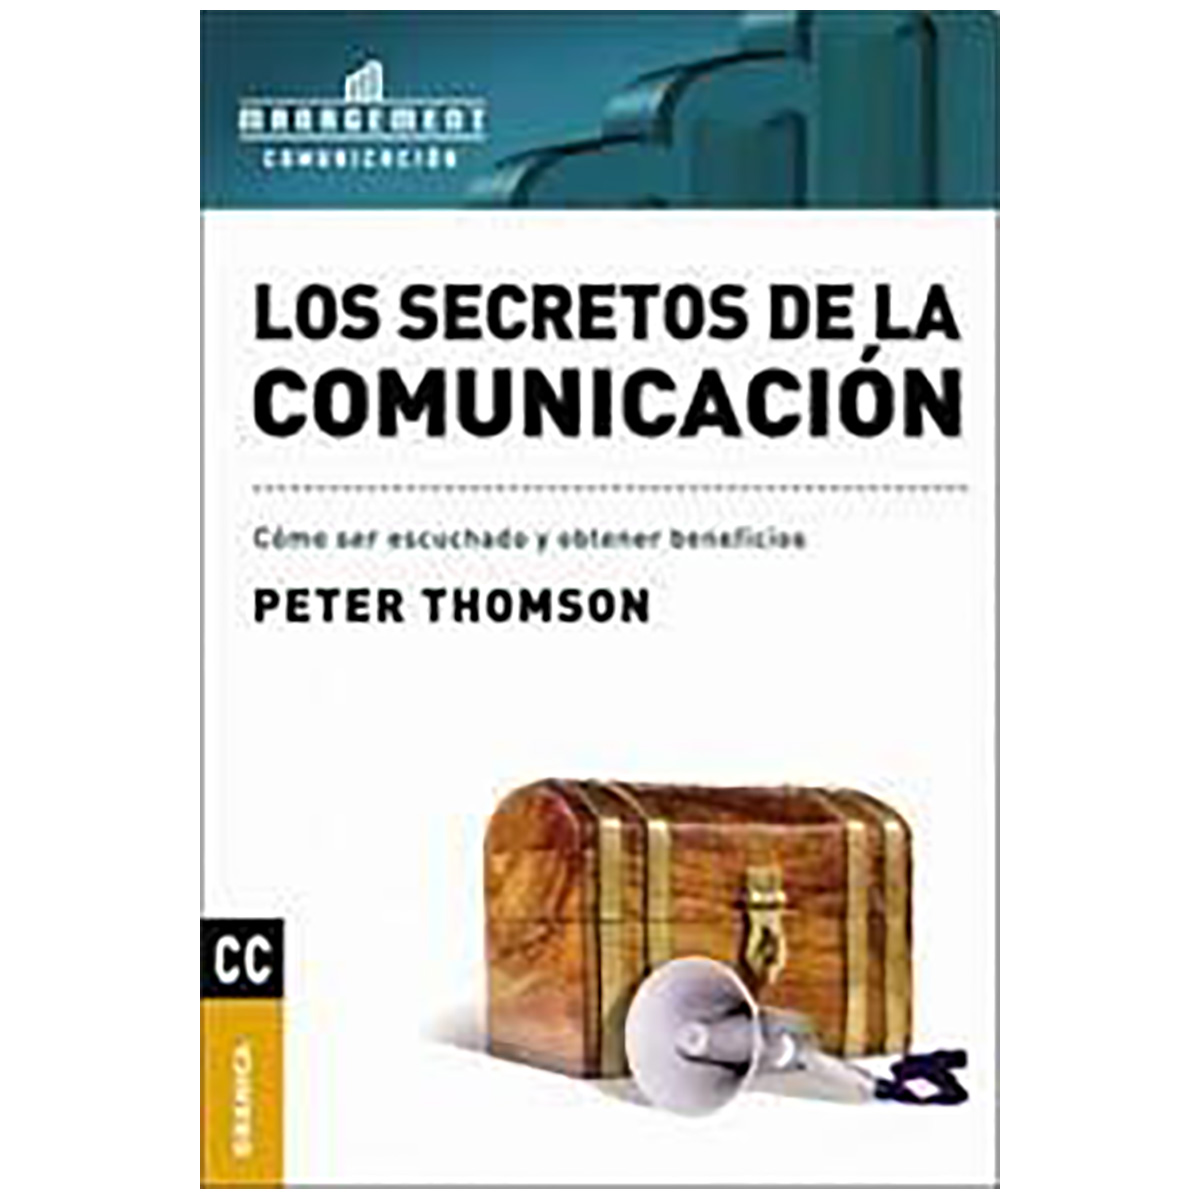 MANAGEMENT
COMUNICACIÓN
LOS SECRETOS DE LA
COMUNICACIÓN
Cómo ser escuchado y obtener beneficios
PETER THOMSON
CC
GRANICA